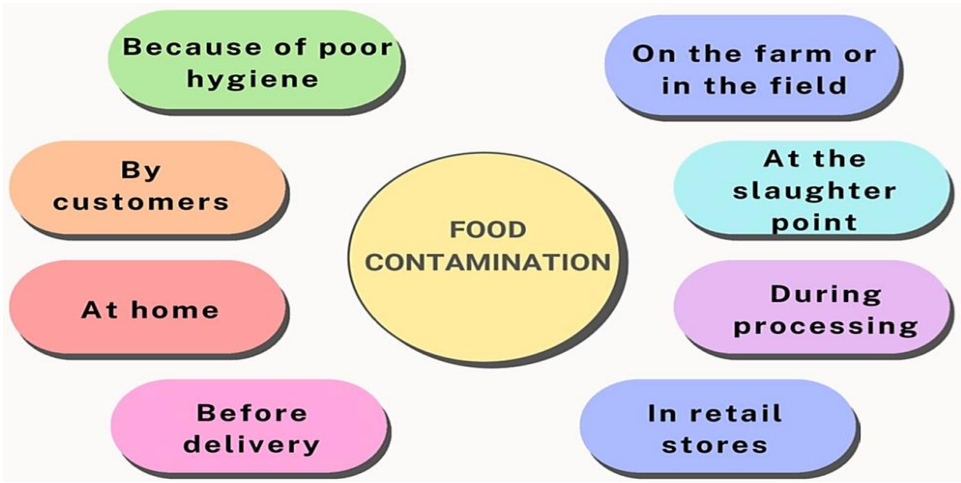 Because of poor
hygiene
On the farm or
in the field
By
customers
At the
slaughter
point
FOOD
CONTAMINATION
At home
During
processing
Before
delivery
In retail
stores